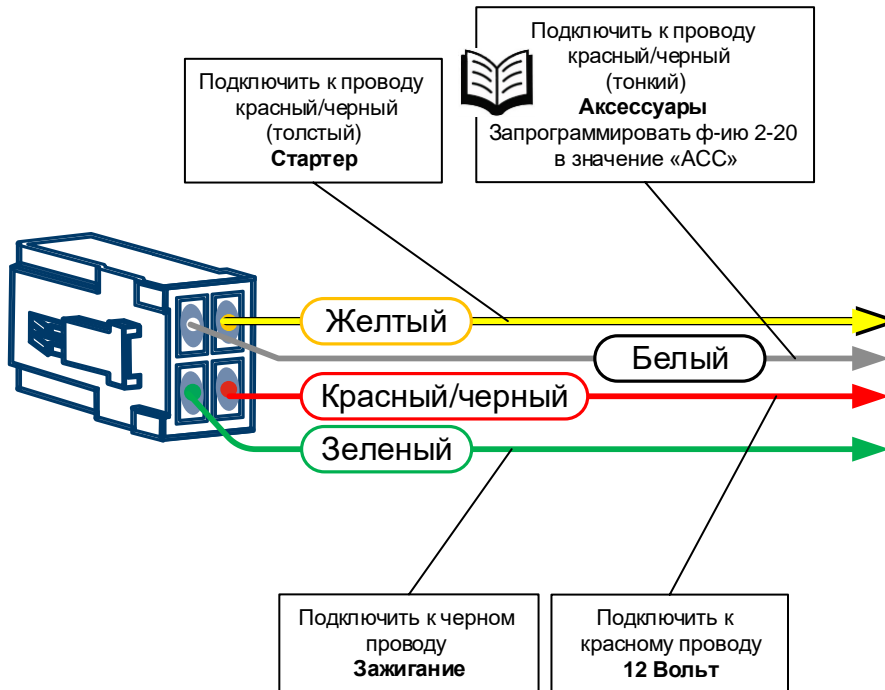 Подключить к проводу
красный/черный
(толстый)
Стартер
Подключить к проводу
красный/черный
(тонкий)
Аксессуары
Запрограммировать ф-ию 2-20
в значение «АСС»
Желтый
Белый
Красный/черный
Зеленый
Подключить к черном
проводу
Зажигание
Подключить к
красному проводу
12 Вольт